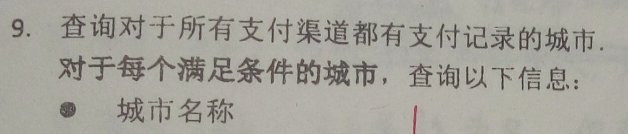 9. 查询对于所有支付渠道都有支付记录的城市.
对于每个满足条件的城市，查询以下信息：
● 城市名称